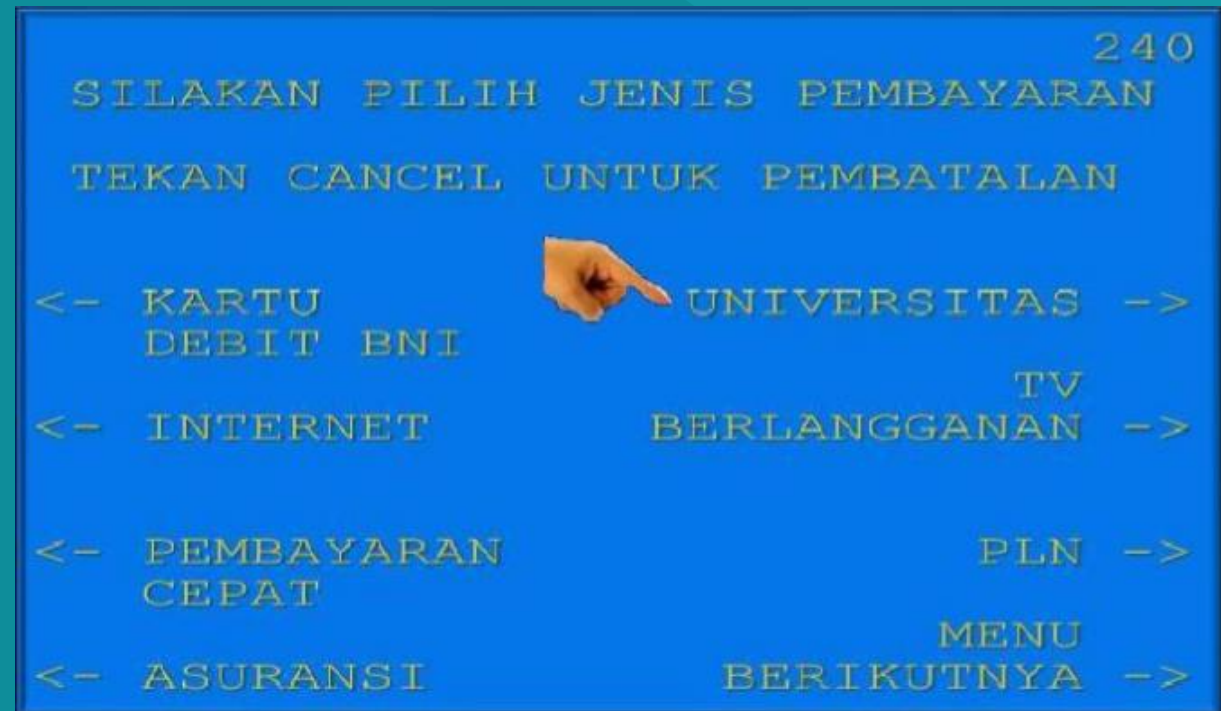 240
SILAKAN PILIH JENIS PEMBAYARAN
TEKAN CANCEL UNTUK PEMBATALAN
<- KARTU
DEBIT BNI
UNIVERSITAS ->
<- INTERNET
TV
BERLANGGANAN ->
<- PEMBAYARAN
CEPAT
PLN ->
<- ASURANSI
MENU
BERIKUTNYA ->